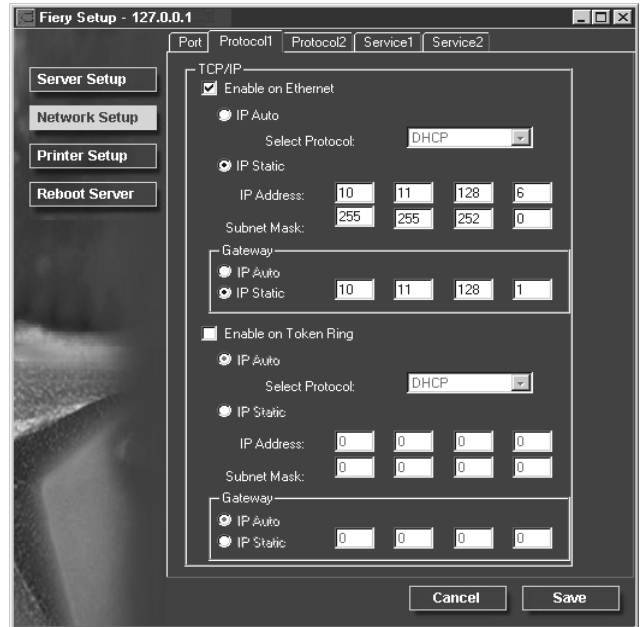 Fiery Setup - 127.0.0.1
Port Protocol1 Protocol2 Service1 Service2
Server Setup
Network Setup
Printer Setup
Reboot Server
TCP/IP
Enable on Ethernet
IP Auto
Select Protocol: DHCP
IP Static
IP Address: 10 11 128 6
Subnet Mask: 255 255 252 0
Gateway
IP Auto
IP Static 10 11 128 1
Enable on Token Ring
IP Auto
Select Protocol: DHCP
IP Static
IP Address: 0 0 0 0
Subnet Mask: 0 0 0 0
Gateway
IP Auto
IP Static 0 0 0 0
Cancel Save